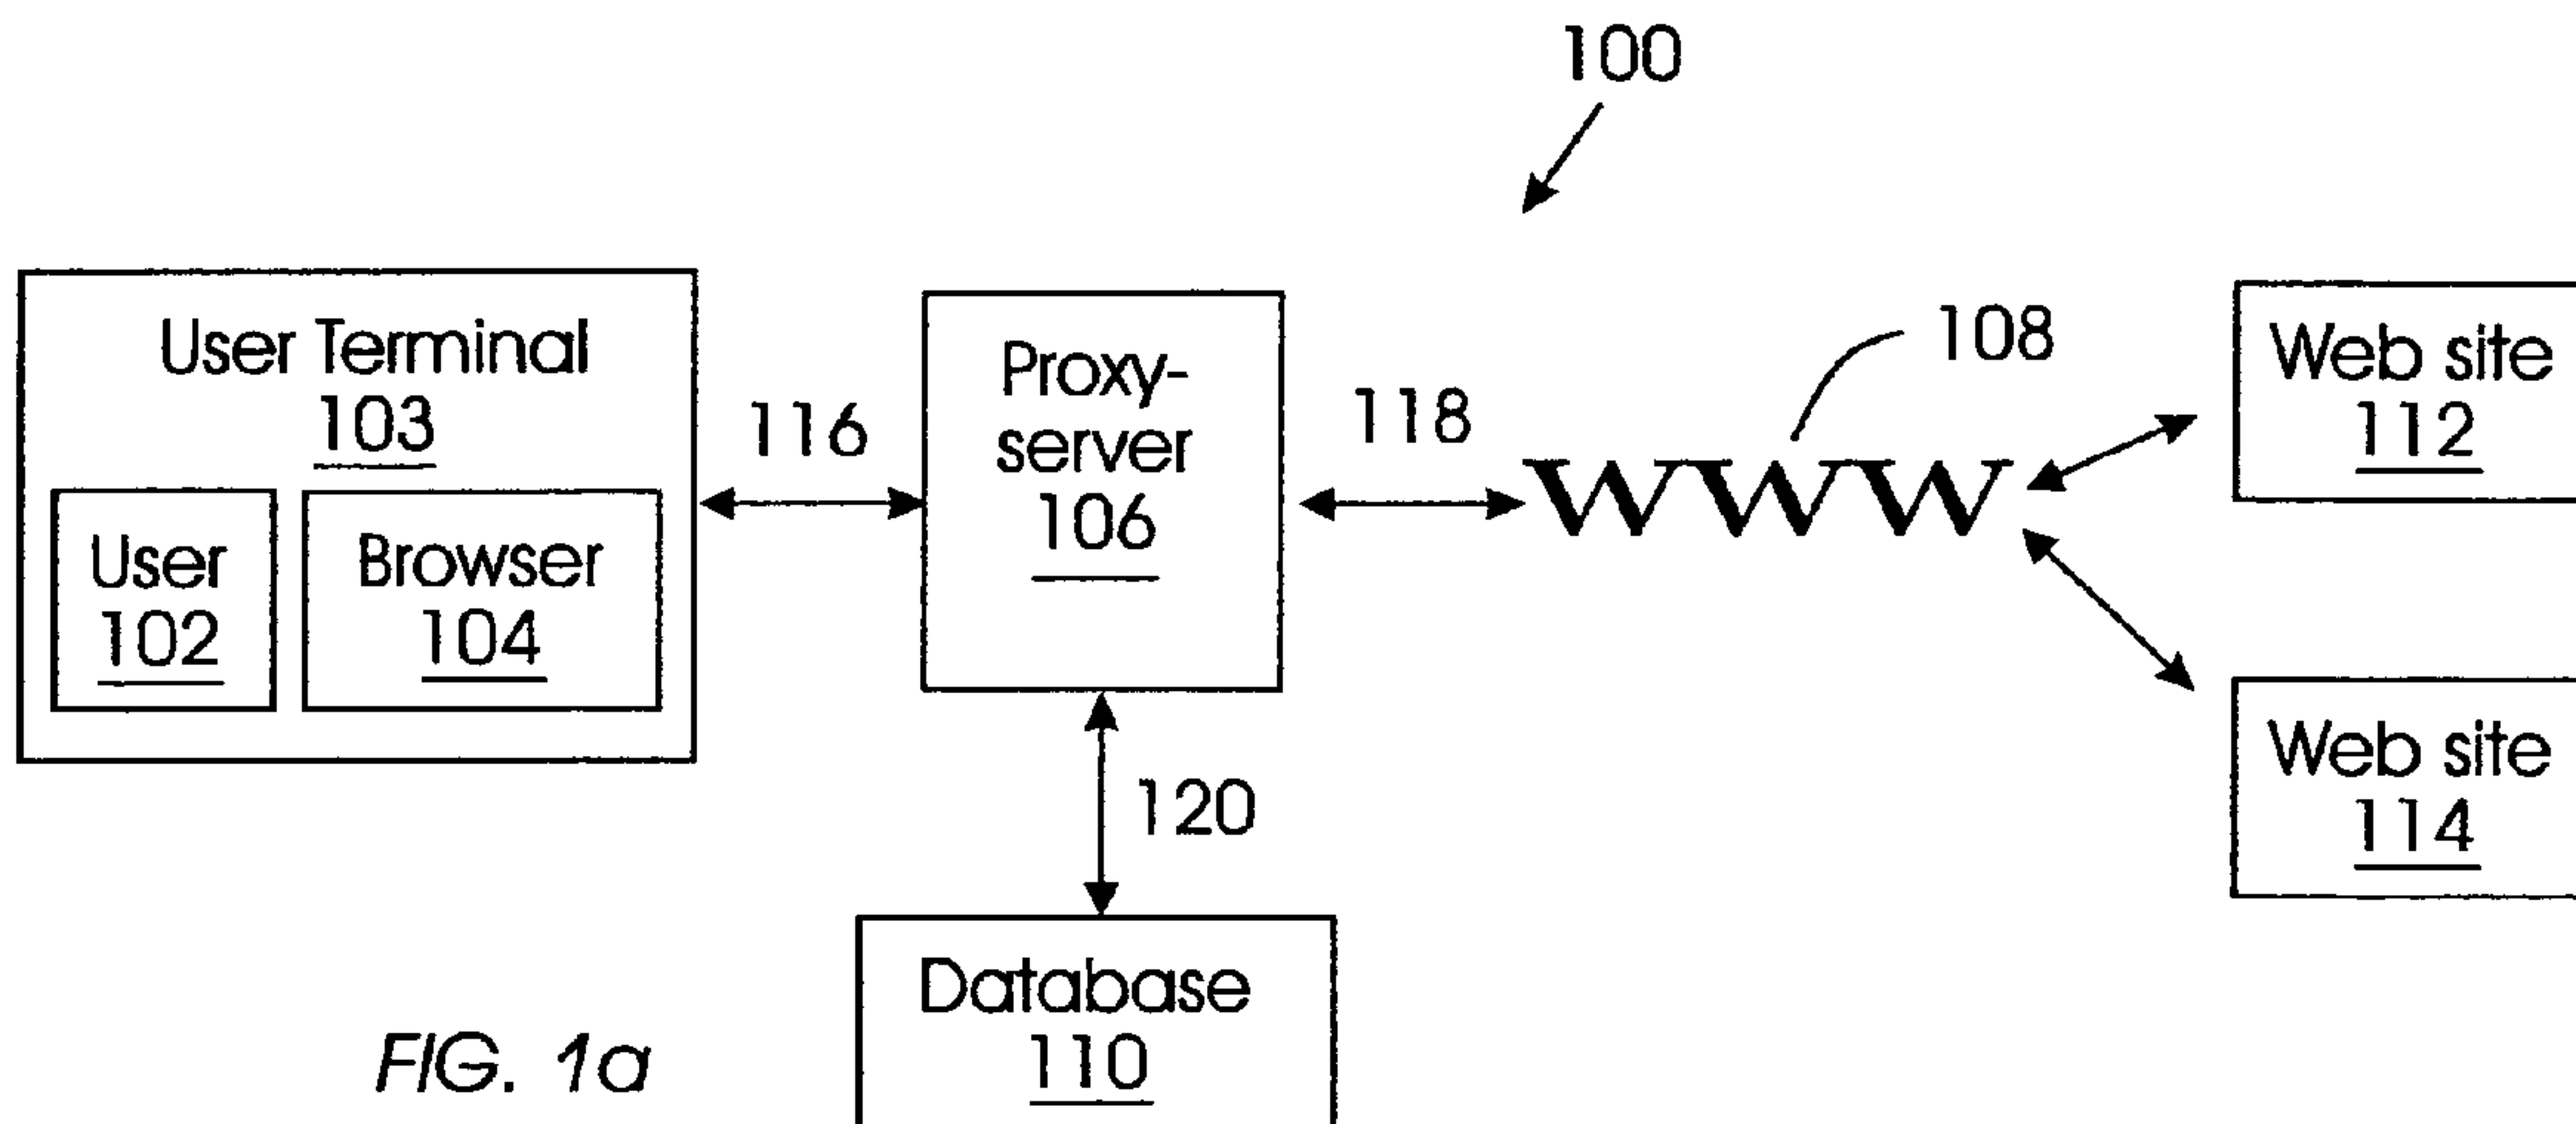 100
User Terminal
103
User
102
Browser
104
116
Proxy-
server
106
118
WWW
108
Web site
112
Web site
114
120
Database
110
FIG. 1a